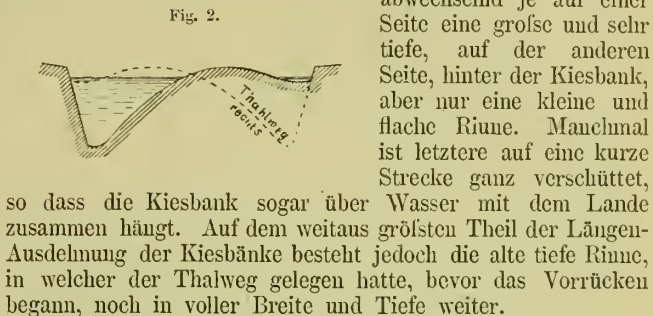 abwechselnd je auf einer
Fig. 2.
Seite eine grofse und sehr
tiefe, auf der anderen
Seite, hinter der Kiesbank,
aber nur eine kleine und
flache Rinne. Manchmal
ist letztere auf eine kurze
Strecke ganz verschüttet,
Thahlweg
rechts
so dass die Kiesbank sogar über Wasser mit dem Lande
zusammen hängt. Auf dem weitaus gröfsten Theil der Längen-
Ausdehnung der Kiesbänke besteht jedoch die alte tiefe Rinne,
in welcher der Thalweg gelegen hatte, bevor das Vorrücken
begann, noch in voller Breite und Tiefe weiter.